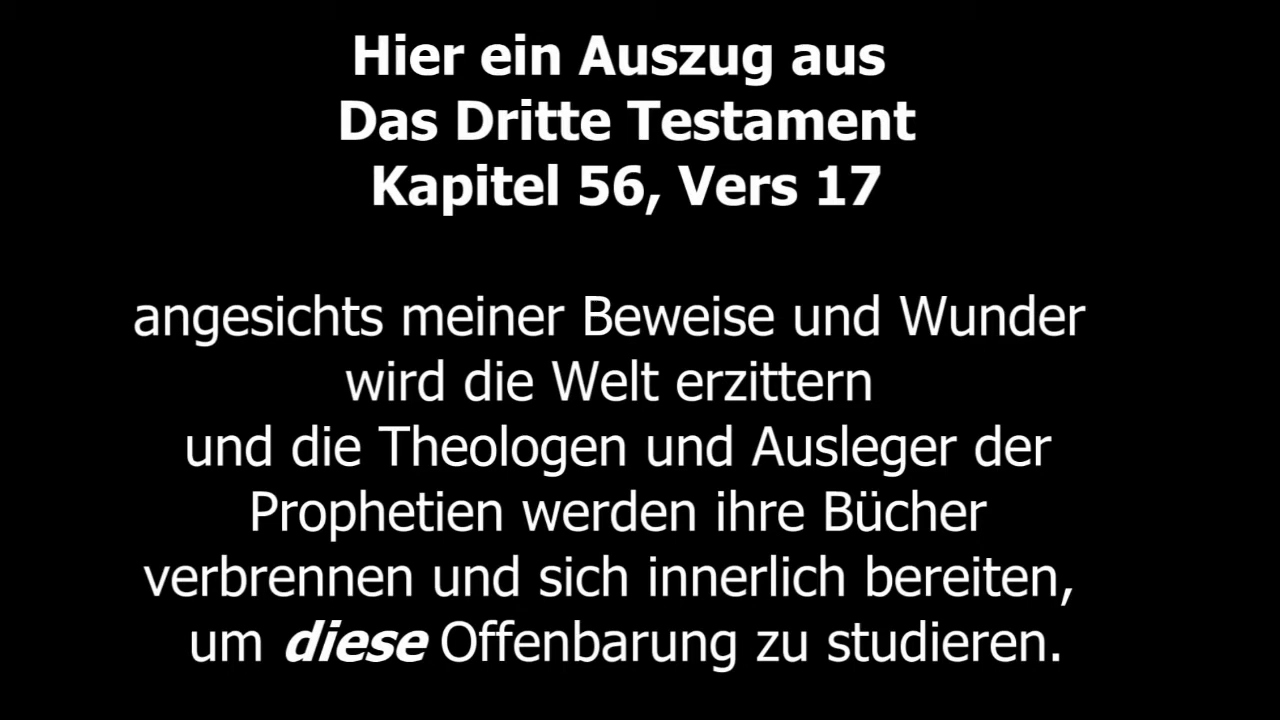 Hier ein Auszug aus
Das Dritte Testament
Kapitel 56, Vers 17
angesichts meiner Beweise und Wunder
wird die Welt erzittern
und die Theologen und Ausleger der
Prophetien werden ihre Bücher
verbrennen und sich innerlich bereiten,
um diese Offenbarung zu studieren.